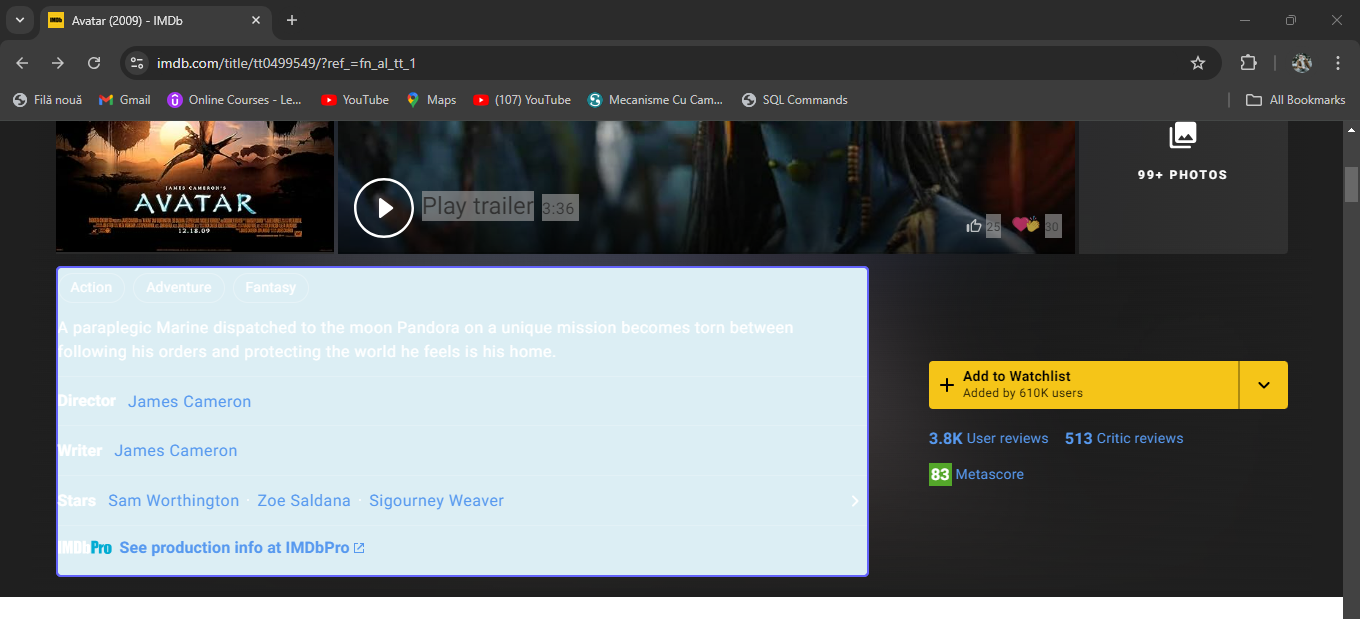 Avatar (2009) - IMDb
imdb.com/title/tt0499549/?ref_=fn_al_tt_1
Filă nouă
Gmail
Online Courses - Le...
YouTube
Maps
(107) YouTube
Mecanisme Cu Cam...
SQL Commands
All Bookmarks
JAMES CAMERON'S
AVATAR
12.18.09
Play trailer 3:36
25
30
99+ PHOTOS
Action
Adventure
Fantasy
A paraplegic Marine dispatched to the moon Pandora on a unique mission becomes torn between
following his orders and protecting the world he feels is his home.
Director James Cameron
Writer James Cameron
Stars Sam Worthington · Zoe Saldana · Sigourney Weaver
IMDbPro See production info at IMDbPro
Add to Watchlist
Added by 610K users
3.8K User reviews 513 Critic reviews
83 Metascore